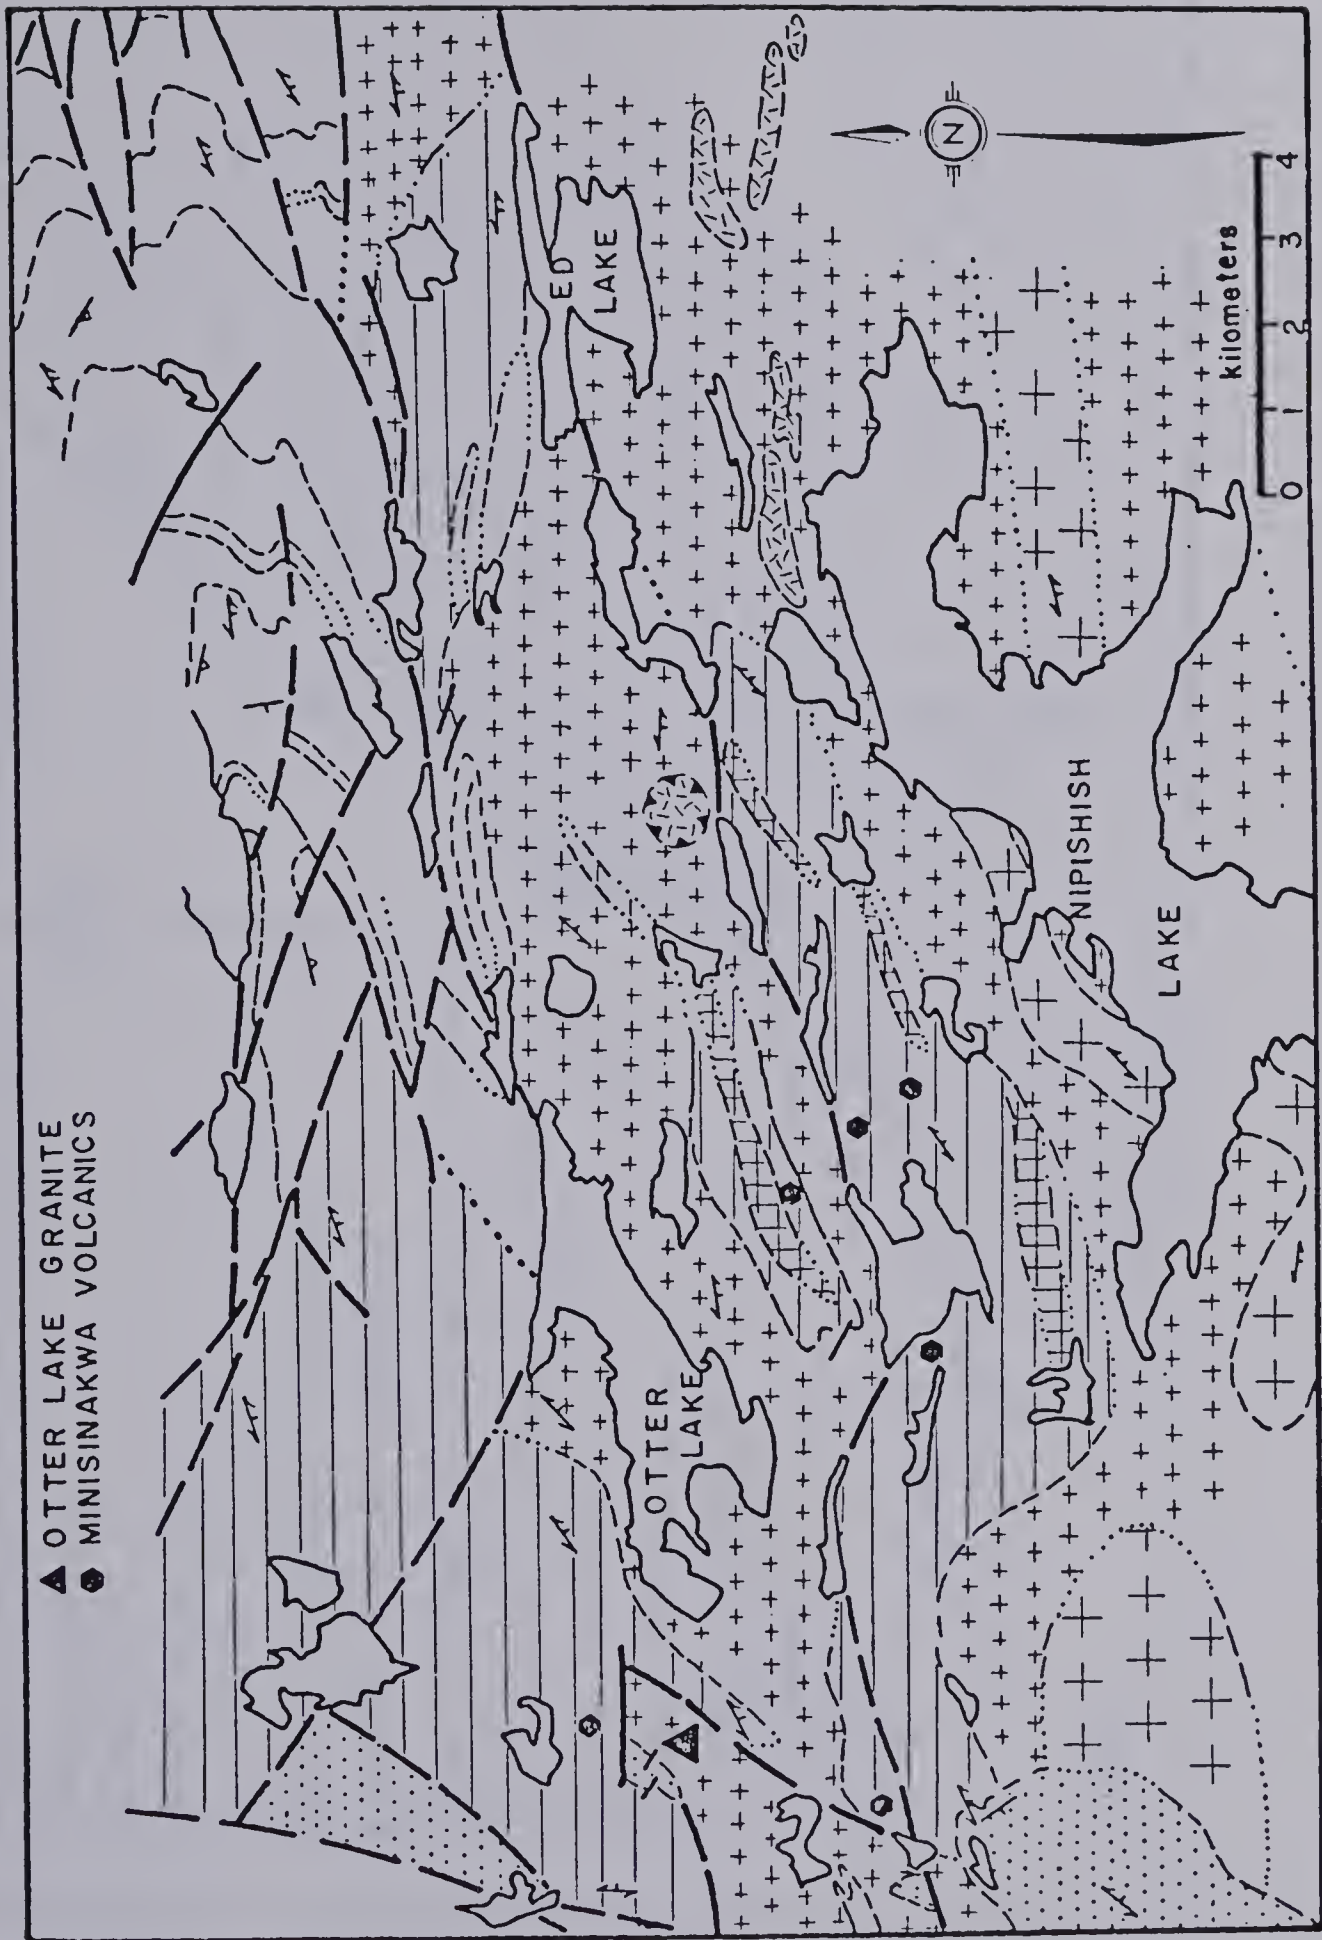 OTTER LAKE GRANITE
MINISINAKWA VOLCANICS
ED
LAKE
N
kilometers
0 1 2 3 4
NIPISHISH
LAKE
OTTER
LAKE